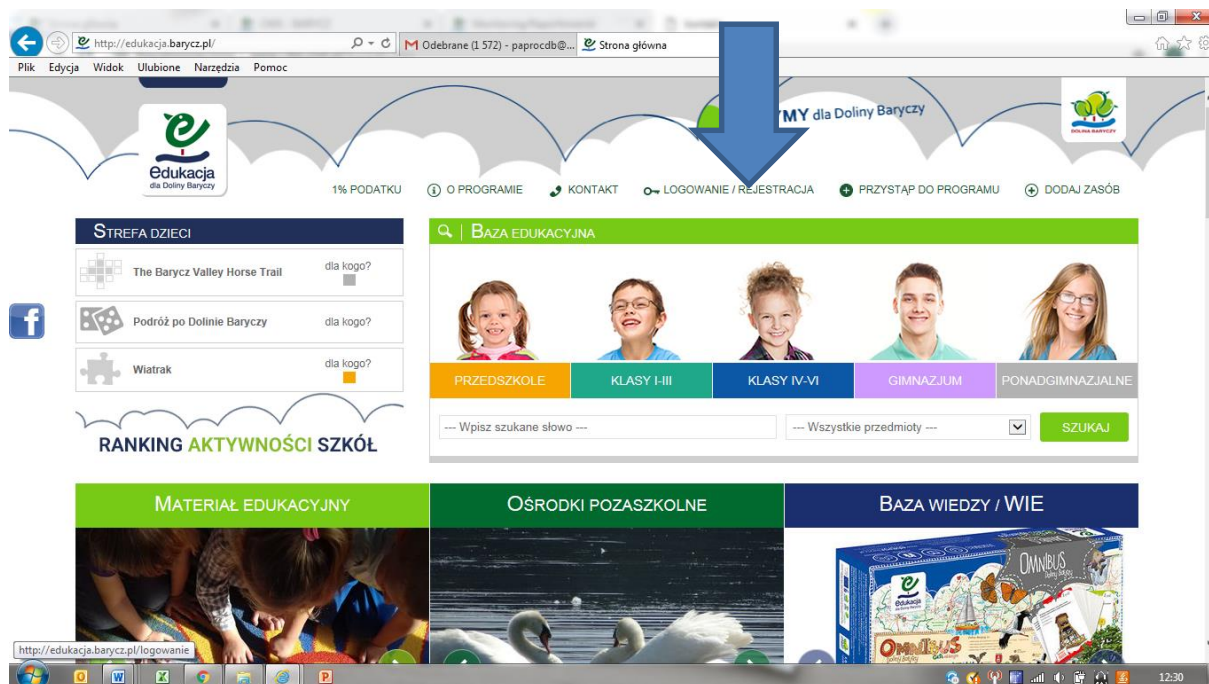 http://edukacja.barycz.pl/
Odebrane (1 572) - paprocdb@...
Strona główna
Plik Edycja Widok Ulubione Narzędzia Pomoc
MY dla Doliny Baryczy
DOLINA BARYCZY
Edukacja
dla Doliny Baryczy
1% PODATKU O PROGRAMIE KONTAKT LOGOWANIE / REJESTRACJA PRZYSTĄP DO PROGRAMU DODAJ ZASÓB
STREFA DZIECI
The Barycz Valley Horse Trail dla kogo?
Podróż po Dolinie Baryczy dla kogo?
Wiatrak dla kogo?
RANKING AKTYWNOŚCI SZKÓŁ
BAZA EDUKACYJNA
PRZEDSZKOLE KLASY I-III KLASY IV-VI GIMNAZJUM PONADGIMNAZJALNE
--- Wpisz szukane słowo --- --- Wszystkie przedmioty --- SZUKAJ
MATERIAŁ EDUKACYJNY OŚRODKI POZASZKOLNE BAZA WIEDZY / WIE
OMNIBUS
Edukacja
OMNIBUS
http://edukacja.barycz.pl/logowanie
12:30